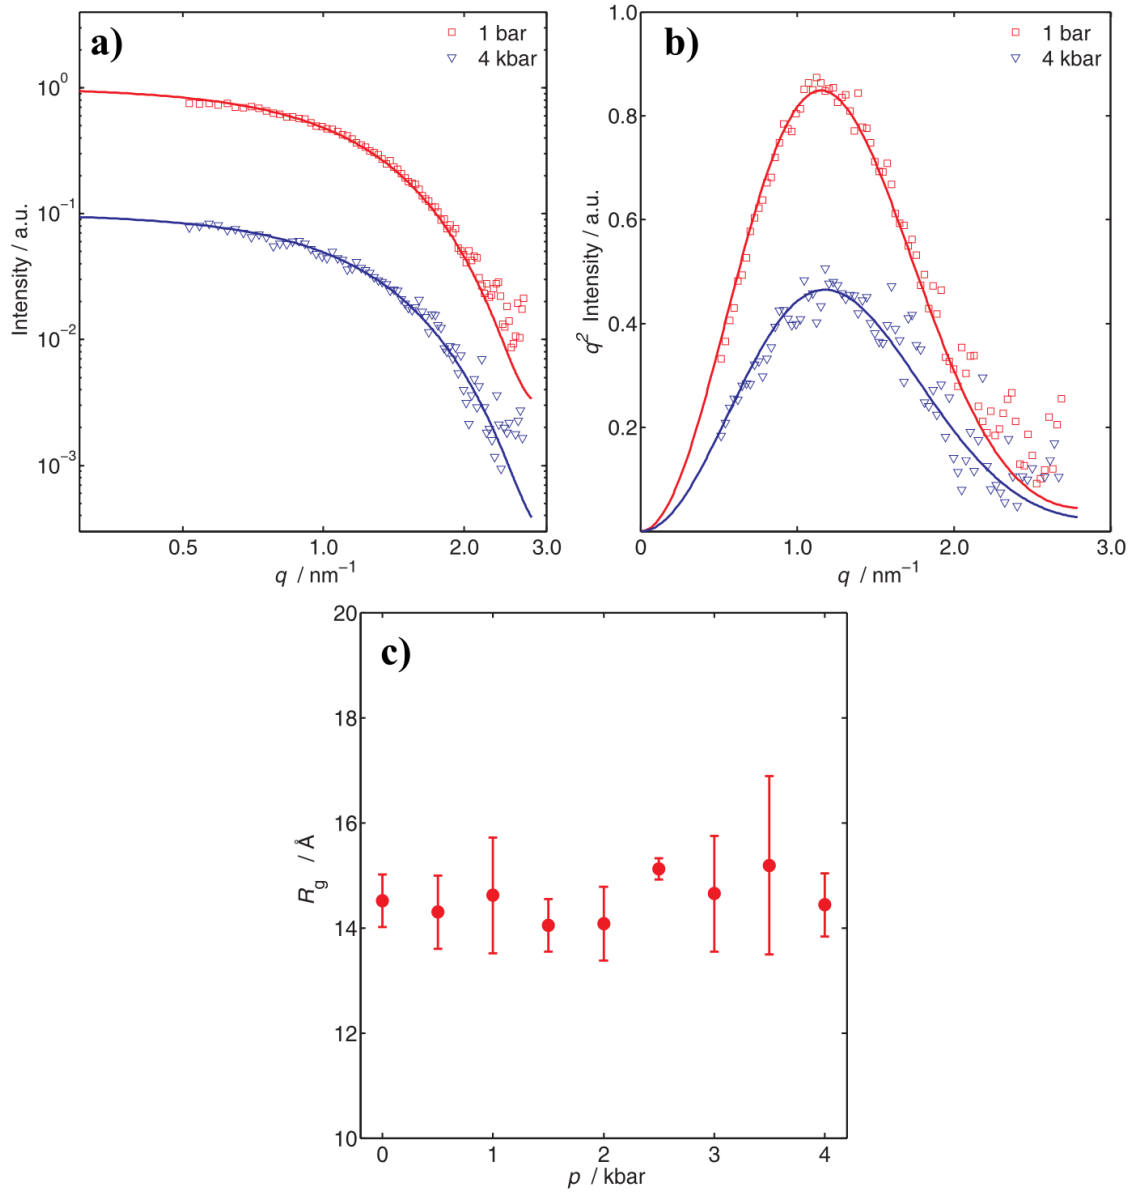 a)
1 bar
4 kbar
Intensity / a.u.
10⁰
10⁻¹
10⁻²
10⁻³
0.5
1.0
2.0
3.0
q / nm⁻¹
b)
1 bar
4 kbar
q² Intensity / a.u.
1.0
0.8
0.6
0.4
0.2
0
1.0
2.0
3.0
q / nm⁻¹
c)
R_g / Å
20
18
16
14
12
10
0
1
2
3
4
p / kbar